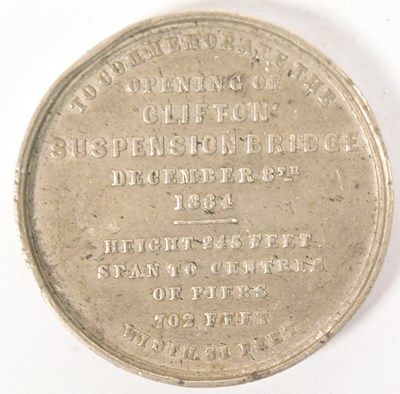 TO COMMEMORATE THE
OPENING OF
CLIFTON
SUSPENSION BRIDGE
DECEMBER 8TH
1864
HEIGHT 245 FEET
SPAN TO CENTRES
OF PIERS
702 FEET
WIDTH 31 FEET